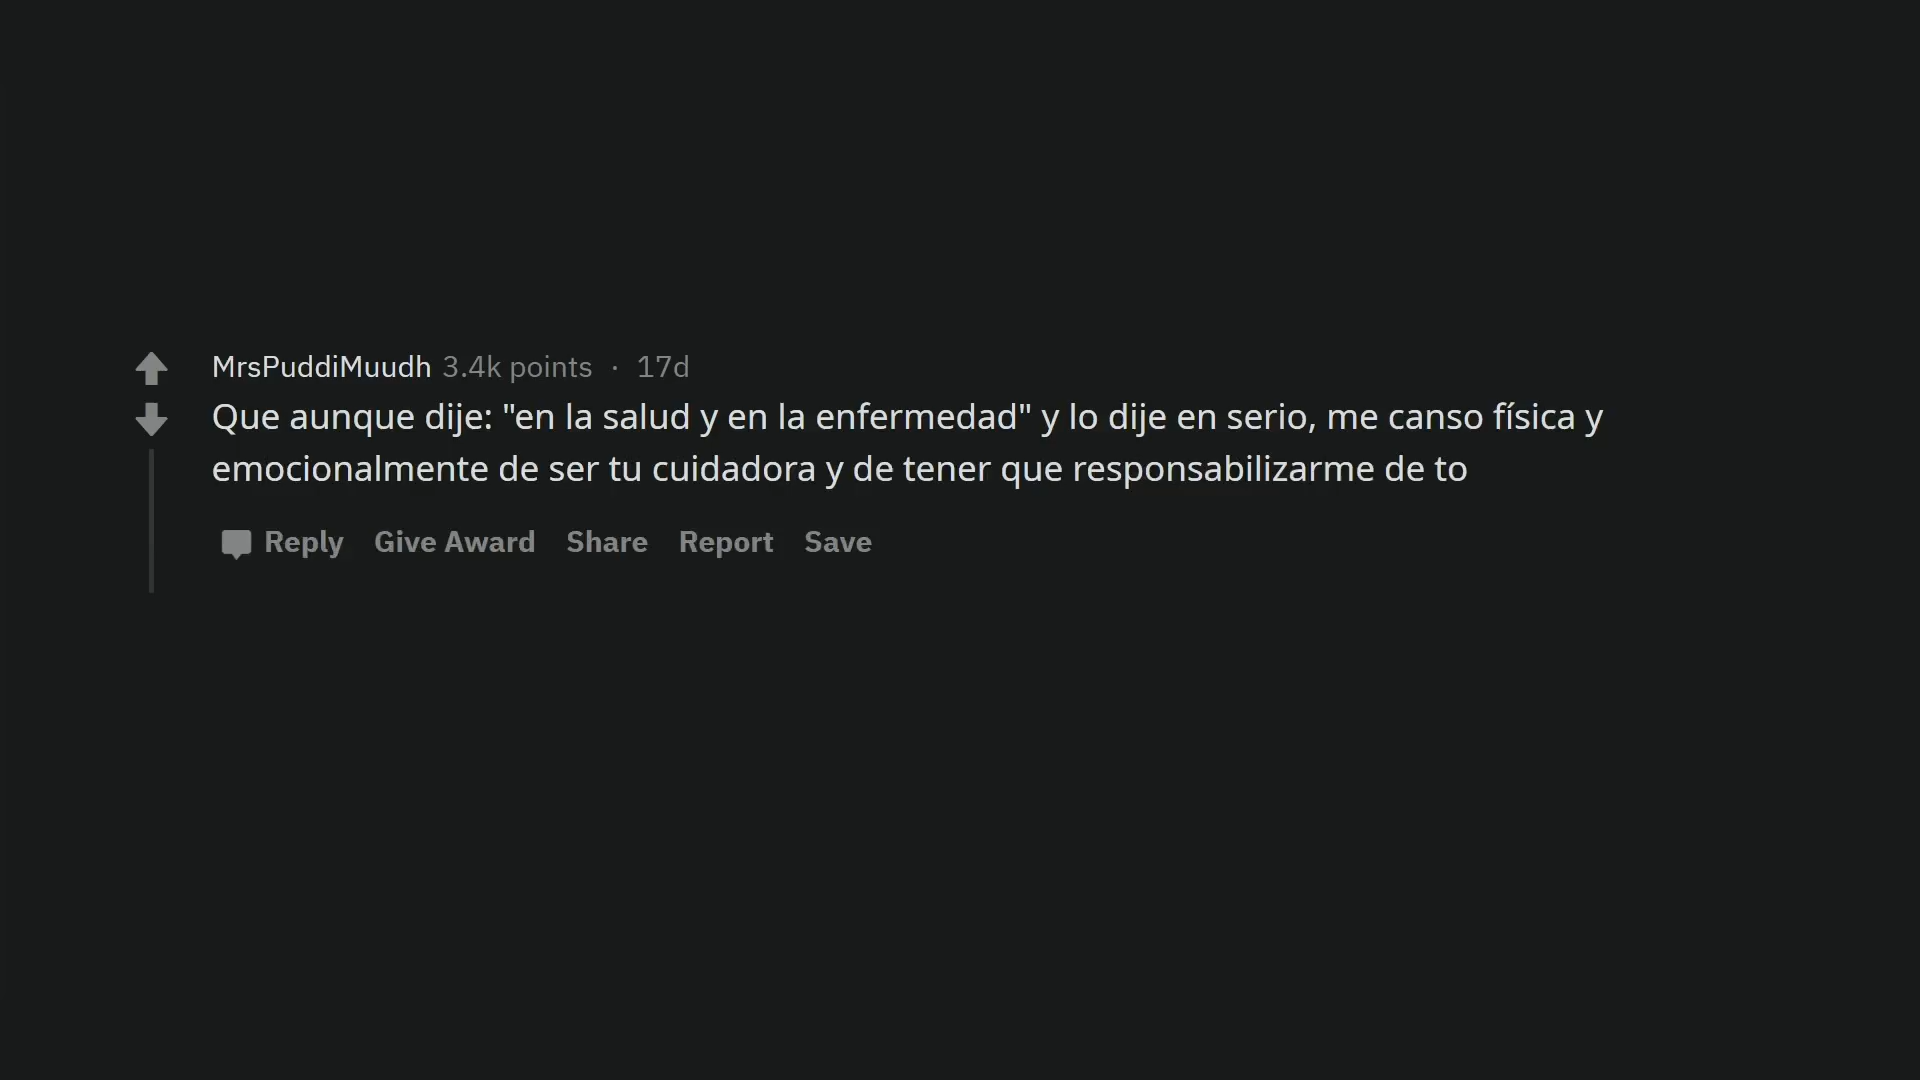 MrsPuddiMuudh 3.4k points · 17d
Que aunque dije: "en la salud y en la enfermedad" y lo dije en serio, me canso física y
emocionalmente de ser tu cuidadora y de tener que responsabilizarme de to
Reply Give Award Share Report Save